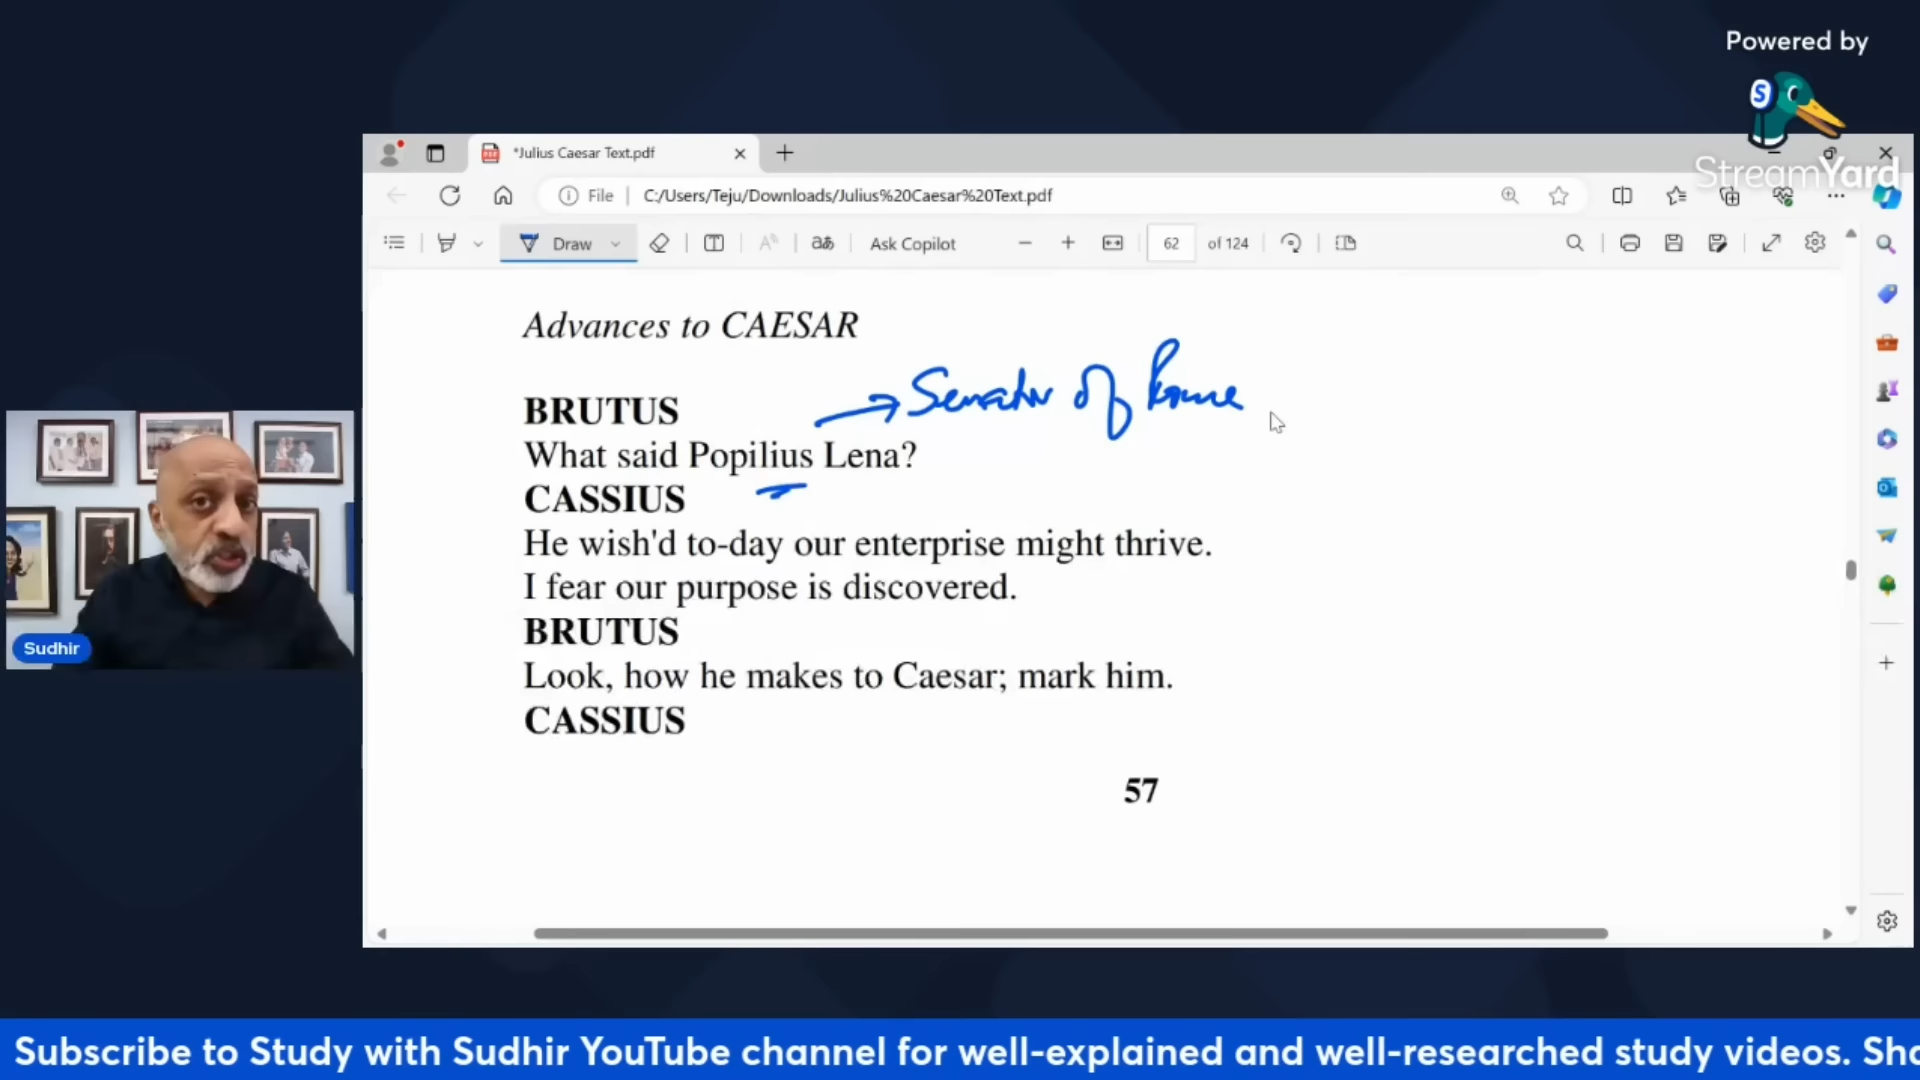 Powered by
S
StreamYard
*Julius Caesar Text.pdf
File
C:/Users/Teju/Downloads/Julius%20Caesar%20Text.pdf
Draw
aあ
Ask Copilot
62
of 124
Advances to CAESAR
→ Senator of Rome
BRUTUS
What said Popilius Lena?
CASSIUS
He wish'd to-day our enterprise might thrive.
I fear our purpose is discovered.
BRUTUS
Look, how he makes to Caesar; mark him.
CASSIUS
57
Sudhir
Subscribe to Study with Sudhir YouTube channel for well-explained and well-researched study videos. Sha